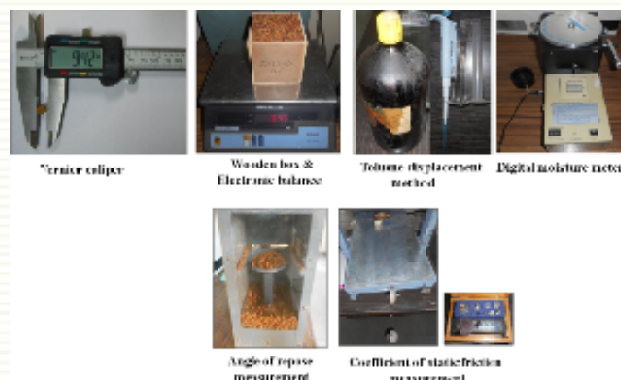 Vernier caliper
Wooden box &
Electronic balance
Toluane displacement
method
Digital moisture meter
Angle of repose
measurement
Coefficient of static friction
measurement